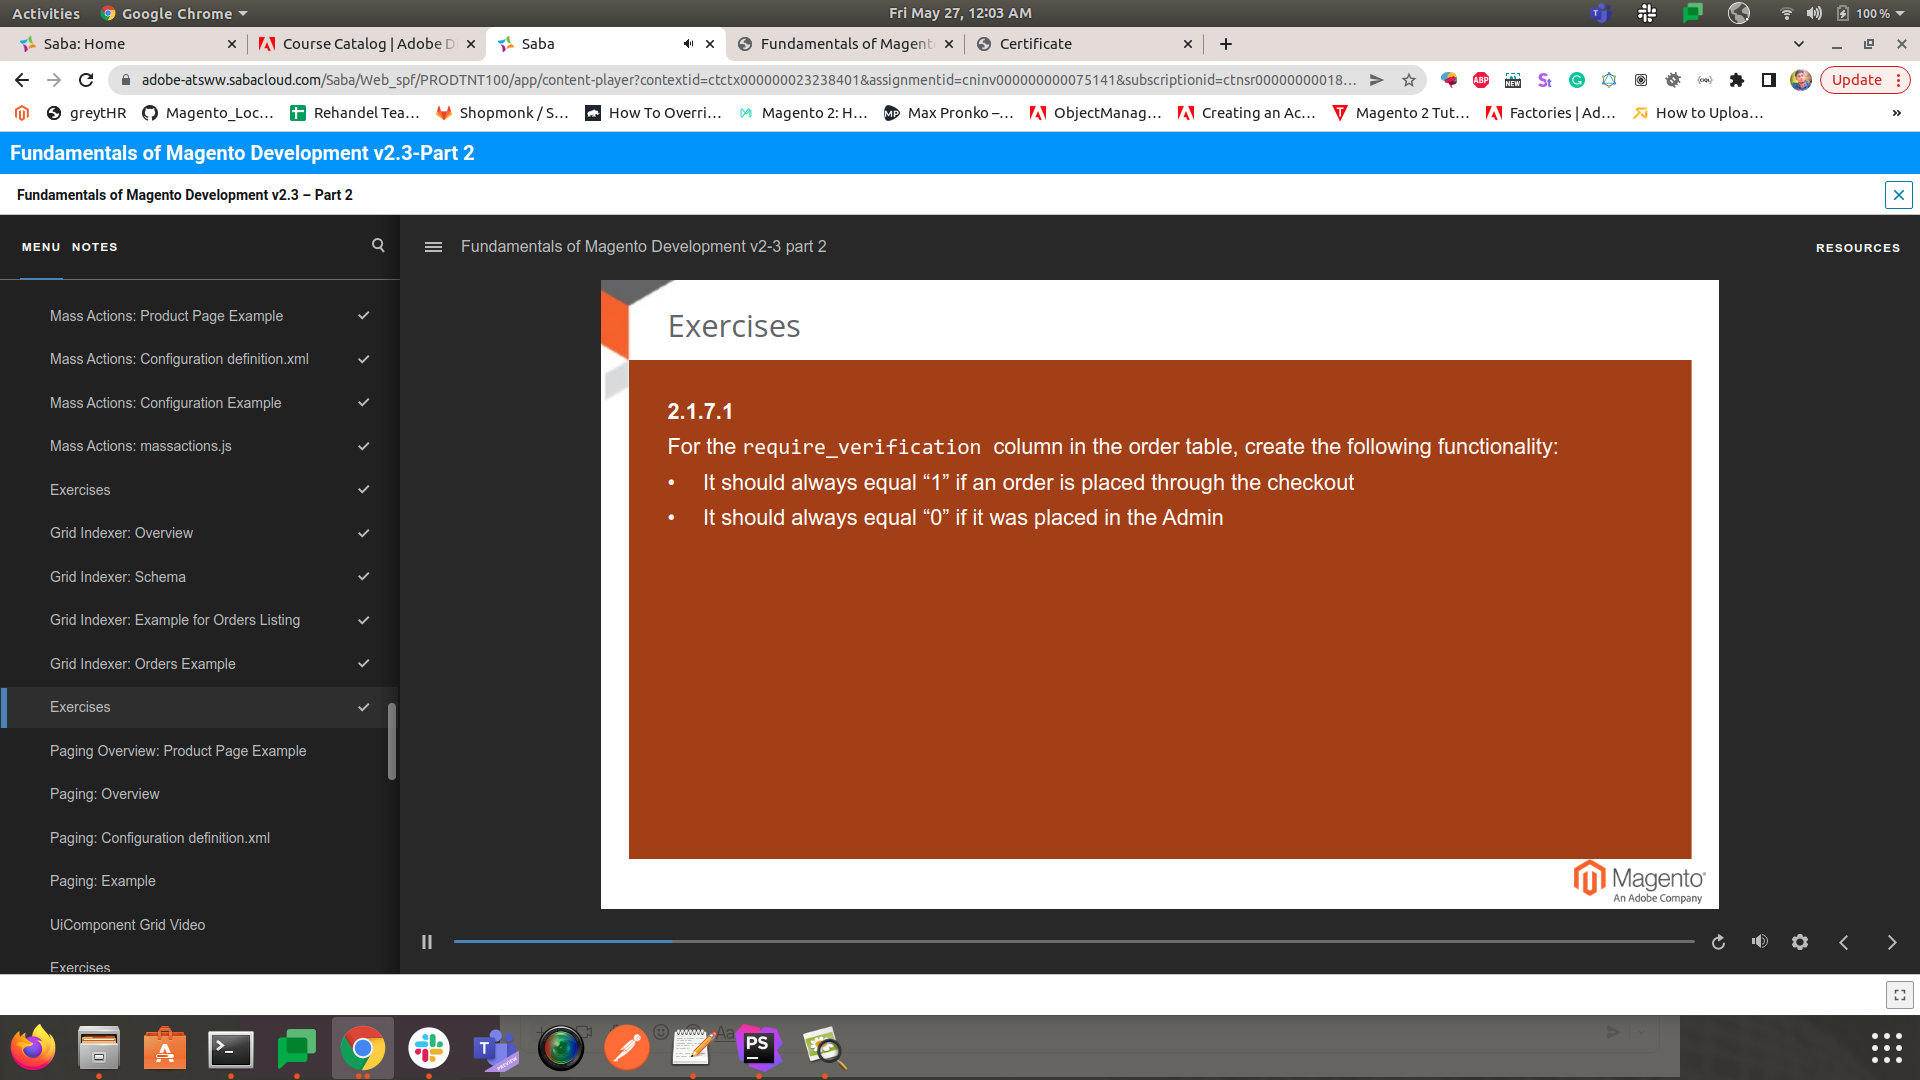 Activities
Google Chrome
Fri May 27, 12:03 AM
100 %
Saba: Home
Course Catalog | Adobe D
Saba
Fundamentals of Magent
Certificate
adobe-atsww.sabacloud.com/Saba/Web_spf/PRODTNT100/app/content-player?contextid=ctctx000000023238401&assignmentid=cninv000000000075141&subscriptionid=ctnsr00000000018...
ABP
NEW
St
Update
greytHR
Magento_Loc...
Rehandel Tea...
Shopmonk / S...
How To Overri...
Magento 2: H...
Max Pronko –...
ObjectManag...
Creating an Ac...
Magento 2 Tut...
Factories | Ad...
How to Uploa...
»
Fundamentals of Magento Development v2.3-Part 2
Fundamentals of Magento Development v2.3 – Part 2
MENU
NOTES
Fundamentals of Magento Development v2-3 part 2
RESOURCES
Mass Actions: Product Page Example
Mass Actions: Configuration definition.xml
Mass Actions: Configuration Example
Mass Actions: massactions.js
Exercises
Grid Indexer: Overview
Grid Indexer: Schema
Grid Indexer: Example for Orders Listing
Grid Indexer: Orders Example
Exercises
Paging Overview: Product Page Example
Paging: Overview
Paging: Configuration definition.xml
Paging: Example
UiComponent Grid Video
Exercises
Exercises
2.1.7.1
For the require_verification column in the order table, create the following functionality:
• It should always equal “1” if an order is placed through the checkout
• It should always equal “0” if it was placed in the Admin
Magento
An Adobe Company
PS